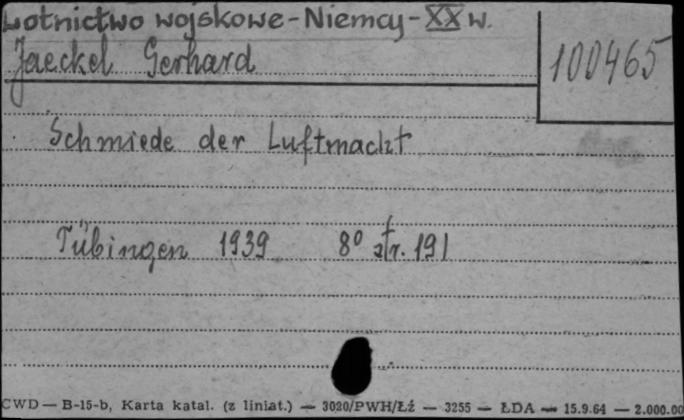 Lotnictwo wojskowe - Niemcy - XX w.
Jaeckel Gerhard
100465
Schmiede der Luftmacht
Tübingen 1939 8° str. 191
CWD — B-15-b, Karta katal. (z liniat.) — 3020/PWH/Łź — 3255 — ŁDA — 15.9.64 — 2.000.00